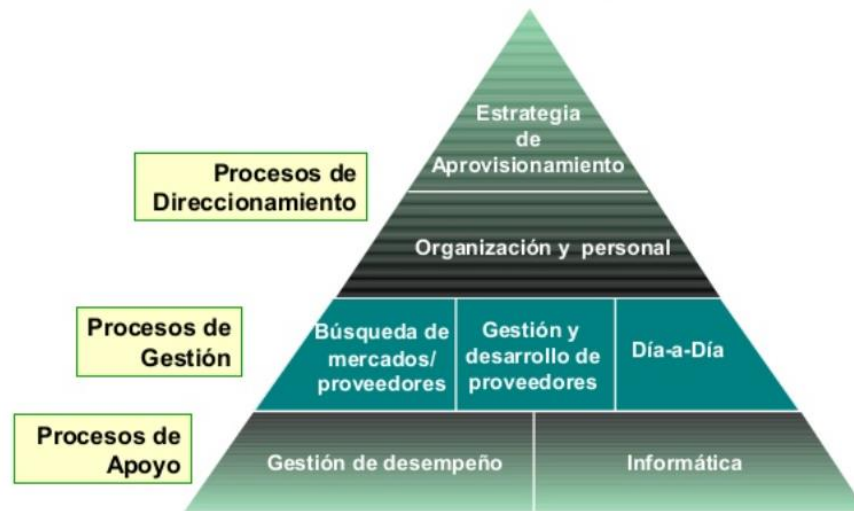 Estrategia
de
Aprovisionamiento
Procesos de
Direccionamiento
Organización y personal
Procesos de
Gestión
Búsqueda de
mercados/
proveedores
Gestión y
desarrollo de
proveedores
Día-a-Día
Procesos de
Apoyo
Gestión de desempeño
Informática